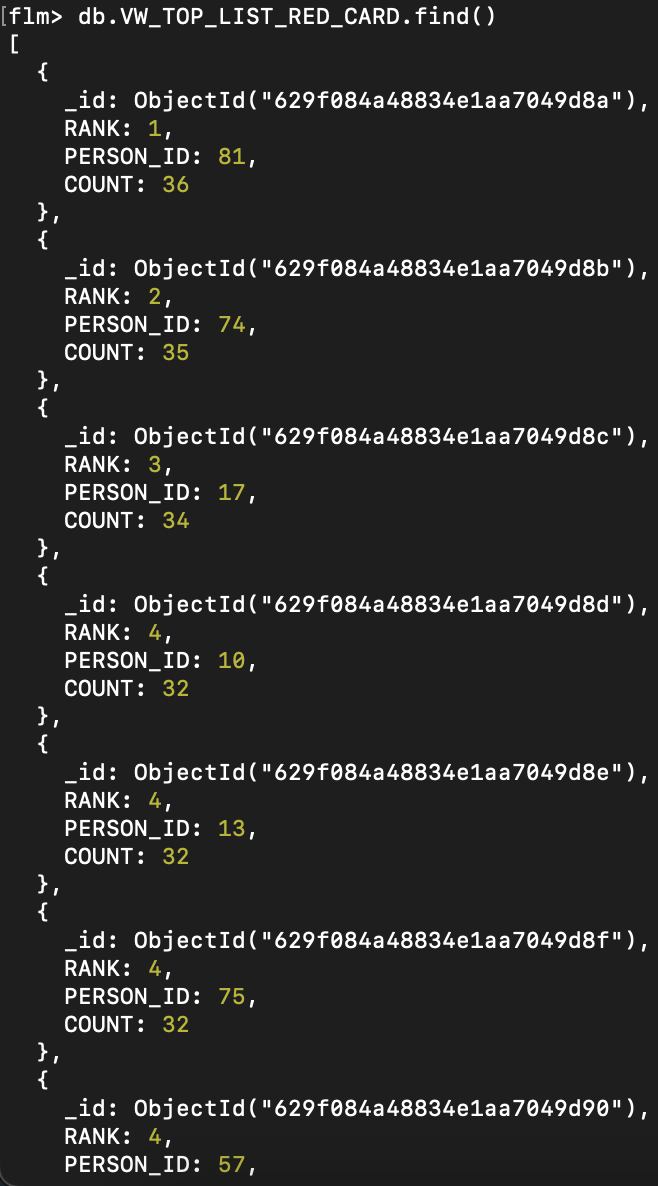 [flm> db.VW_TOP_LIST_RED_CARD.find()
[
  {
    _id: ObjectId("629f084a48834e1aa7049d8a"),
    RANK: 1,
    PERSON_ID: 81,
    COUNT: 36
  },
  {
    _id: ObjectId("629f084a48834e1aa7049d8b"),
    RANK: 2,
    PERSON_ID: 74,
    COUNT: 35
  },
  {
    _id: ObjectId("629f084a48834e1aa7049d8c"),
    RANK: 3,
    PERSON_ID: 17,
    COUNT: 34
  },
  {
    _id: ObjectId("629f084a48834e1aa7049d8d"),
    RANK: 4,
    PERSON_ID: 10,
    COUNT: 32
  },
  {
    _id: ObjectId("629f084a48834e1aa7049d8e"),
    RANK: 4,
    PERSON_ID: 13,
    COUNT: 32
  },
  {
    _id: ObjectId("629f084a48834e1aa7049d8f"),
    RANK: 4,
    PERSON_ID: 75,
    COUNT: 32
  },
  {
    _id: ObjectId("629f084a48834e1aa7049d90"),
    RANK: 4,
    PERSON_ID: 57,